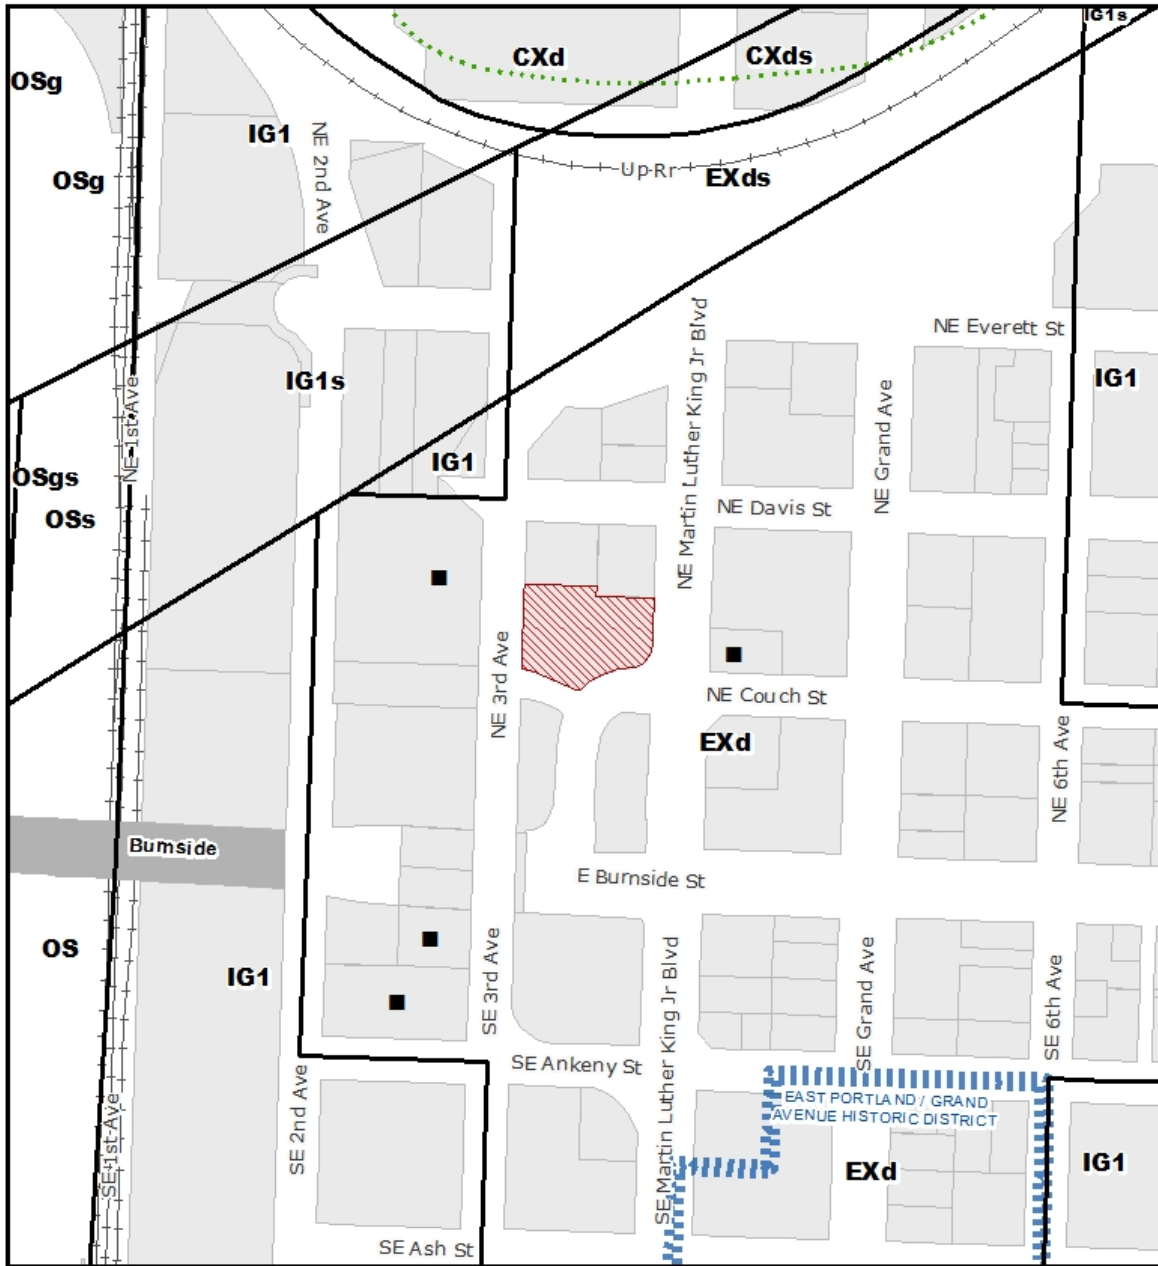 IG1s
CXd
CXds
OSg
IG1
NE 2nd Ave
OSg
Up Rr
EXds
NE Everett St
IG1s
IG1
NE 1st Ave
NE Martin Luther King Jr Blvd
NE Grand Ave
IG1
OSgs
OSs
NE Davis St
NE 3rd Ave
NE Couch St
EXd
NE 6th Ave
Burnside
E Burnside St
OS
IG1
SE 3rd Ave
SE Martin Luther King Jr Blvd
SE Grand Ave
SE 6th Ave
SE Ankeny St
SE 2nd Ave
SE 1st Ave
EAST PORTLAND / GRAND
AVENUE HISTORIC DISTRICT
EXd
IG1
SE Ash St